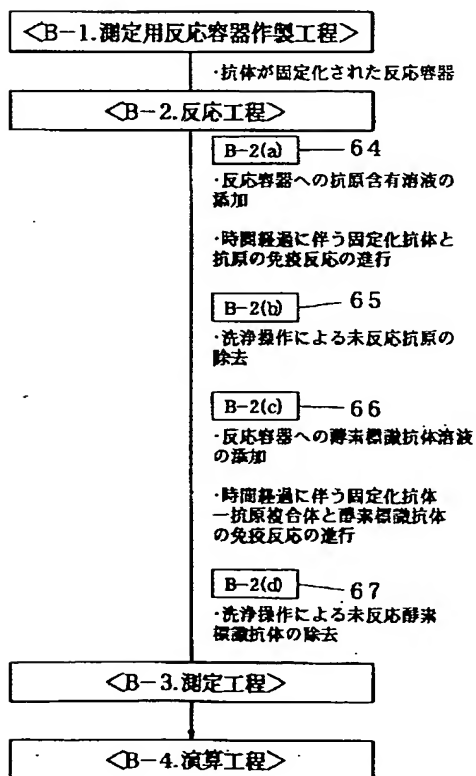 <B-1.測定用反応容器作製工程>
・抗体が固定化された反応容器
<B-2.反応工程>
B-2(a) 64
・反応容器への抗原含有溶液の
添加
・時間経過に伴う固定化抗体と
抗原の免疫反応の進行
B-2(b) 65
・洗浄操作による未反応抗原の
除去
B-2(c) 66
・反応容器への酵素標識抗体溶液
の添加
・時間経過に伴う固定化抗体
ー抗原複合体と酵素標識抗体
の免疫反応の進行
B-2(d) 67
・洗浄操作による未反応酵素
標識抗体の除去
<B-3.測定工程>
<B-4.演算工程>